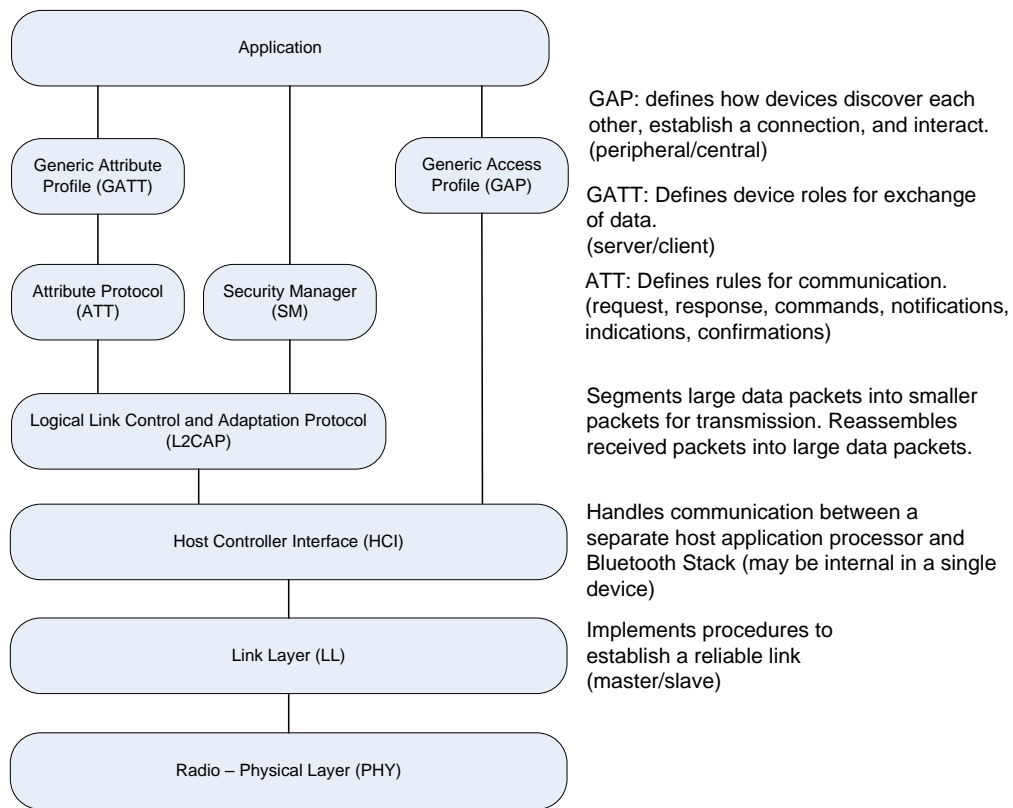 Application
GAP: defines how devices discover each
other, establish a connection, and interact.
(peripheral/central)
Generic Attribute
Profile (GATT)
Generic Access
Profile (GAP)
GATT: Defines device roles for exchange
of data.
(server/client)
Attribute Protocol
(ATT)
Security Manager
(SM)
ATT: Defines rules for communication.
(request, response, commands, notifications,
indications, confirmations)
Logical Link Control and Adaptation Protocol
(L2CAP)
Segments large data packets into smaller
packets for transmission. Reassembles
received packets into large data packets.
Host Controller Interface (HCI)
Handles communication between a
separate host application processor and
Bluetooth Stack (may be internal in a single
device)
Link Layer (LL)
Implements procedures to
establish a reliable link
(master/slave)
Radio – Physical Layer (PHY)